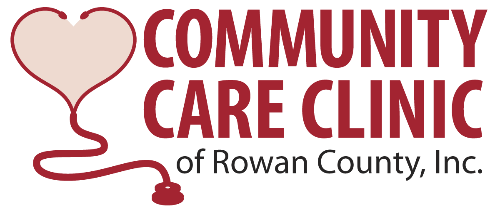 COMMUNITY
CARE CLINIC
of Rowan County, Inc.